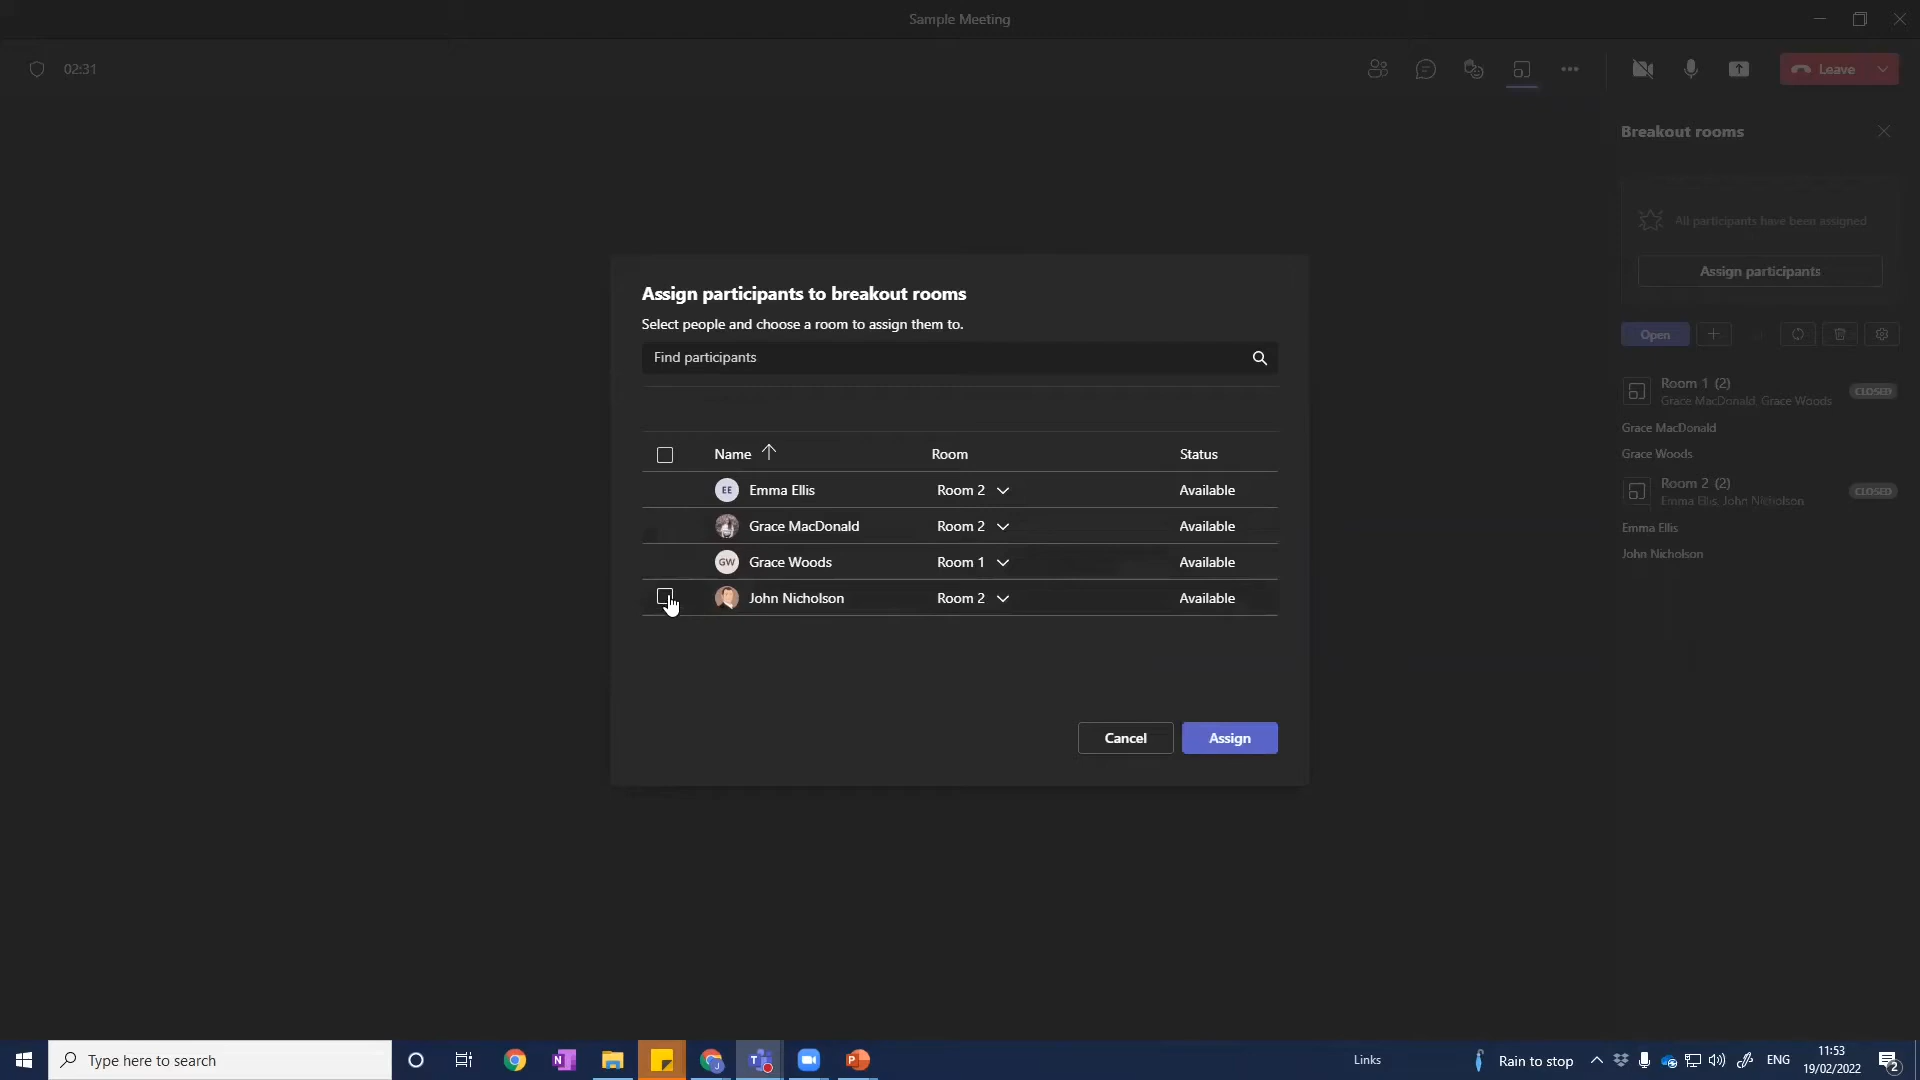 Sample Meeting
02:31
Leave
Breakout rooms
All participants have been assigned
Assign participants
Open
Room 1 (2)
Grace MacDonald, Grace Woods
CLOSED
Grace MacDonald
Grace Woods
Room 2 (2)
Emma Ellis, John Nicholson
CLOSED
Emma Ellis
John Nicholson
Assign participants to breakout rooms
Select people and choose a room to assign them to.
Find participants
Name Room Status
EE Emma Ellis Room 2 Available
Grace MacDonald Room 2 Available
GW Grace Woods Room 1 Available
John Nicholson Room 2 Available
Cancel Assign
Type here to search
Links
Rain to stop
ENG
11:53
19/02/2022
2